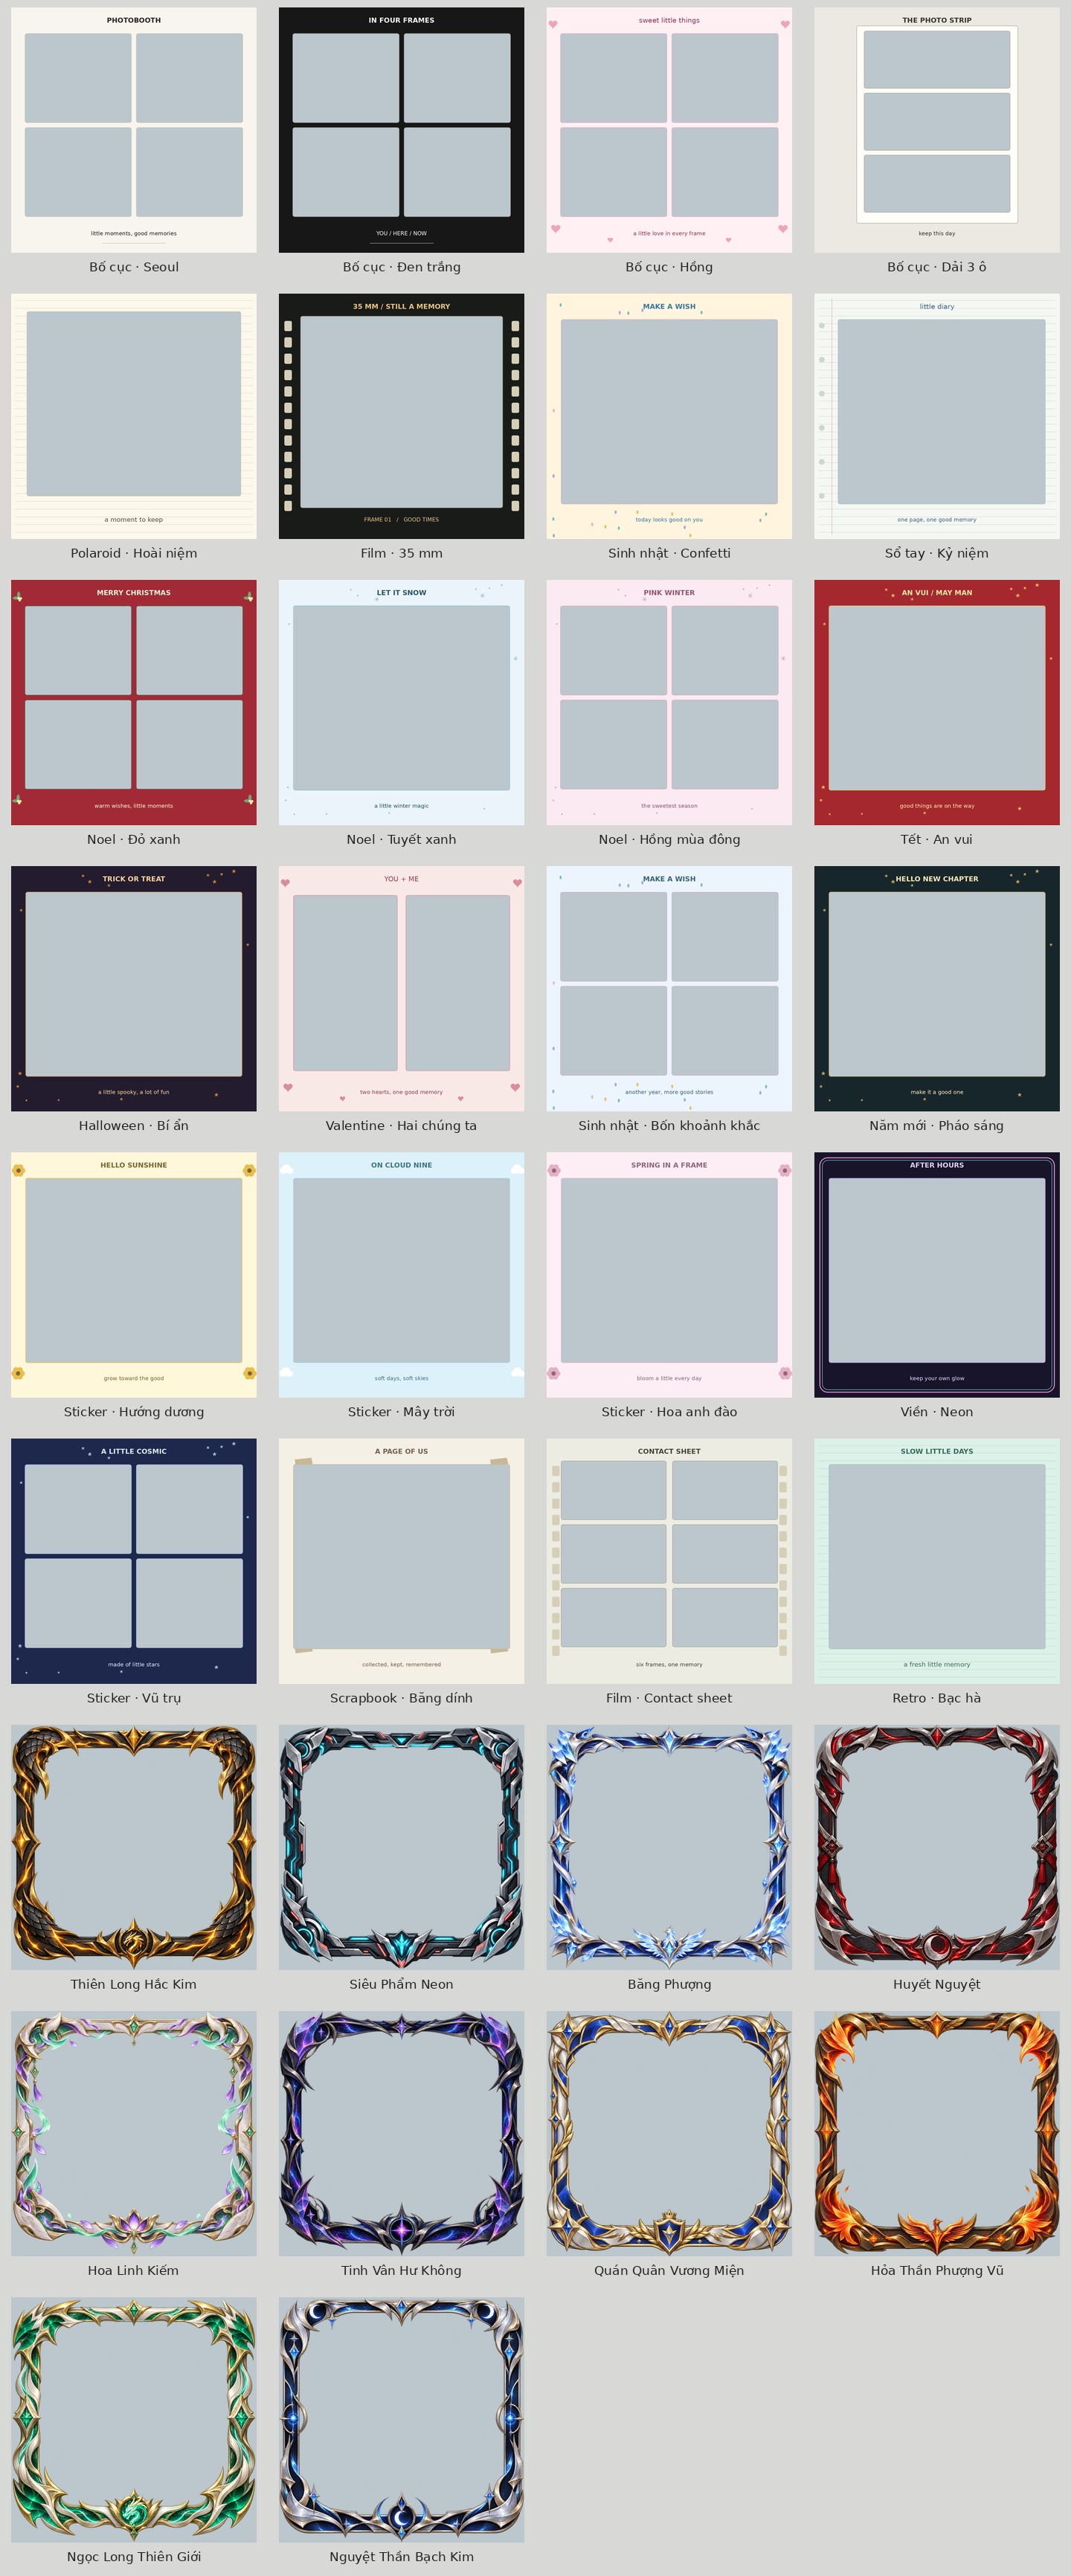 PHOTOBOOTH
little moments, good memories
Bố cục · Seoul
IN FOUR FRAMES
YOU / HERE / NOW
Bố cục · Đen trắng
sweet little things
a little love in every frame
Bố cục · Hồng
THE PHOTO STRIP
keep this day
Bố cục · Dải 3 ô
a moment to keep
Polaroid · Hoài niệm
35 MM / STILL A MEMORY
FRAME 01 / GOOD TIMES
Film · 35 mm
MAKE A WISH
today looks good on you
Sinh nhật · Confetti
little diary
one page, one good memory
Sổ tay · Kỷ niệm
MERRY CHRISTMAS
warm wishes, little moments
Noel · Đỏ xanh
LET IT SNOW
a little winter magic
Noel · Tuyết xanh
PINK WINTER
the sweetest season
Noel · Hồng mùa đông
AN VUI / MAY MAN
good things are on the way
Tết · An vui
TRICK OR TREAT
a little spooky, a lot of fun
Halloween · Bí ẩn
YOU + ME
two hearts, one good memory
Valentine · Hai chúng ta
MAKE A WISH
another year, more good stories
Sinh nhật · Bốn khoảnh khắc
HELLO NEW CHAPTER
make it a good one
Năm mới · Pháo sáng
HELLO SUNSHINE
grow toward the good
Sticker · Hướng dương
ON CLOUD NINE
soft days, soft skies
Sticker · Mây trời
SPRING IN A FRAME
bloom a little every day
Sticker · Hoa anh đào
AFTER HOURS
keep your own glow
Viền · Neon
A LITTLE COSMIC
made of little stars
Sticker · Vũ trụ
A PAGE OF US
collected, kept, remembered
Scrapbook · Băng dính
CONTACT SHEET
six frames, one memory
Film · Contact sheet
SLOW LITTLE DAYS
a fresh little memory
Retro · Bạc hà
Thiên Long Hắc Kim
Siêu Phẩm Neon
Băng Phượng
Huyết Nguyệt
Hoa Linh Kiếm
Tinh Vân Hư Không
Quán Quân Vương Miện
Hỏa Thần Phượng Vũ
Ngọc Long Thiên Giới
Nguyệt Thần Bạch Kim